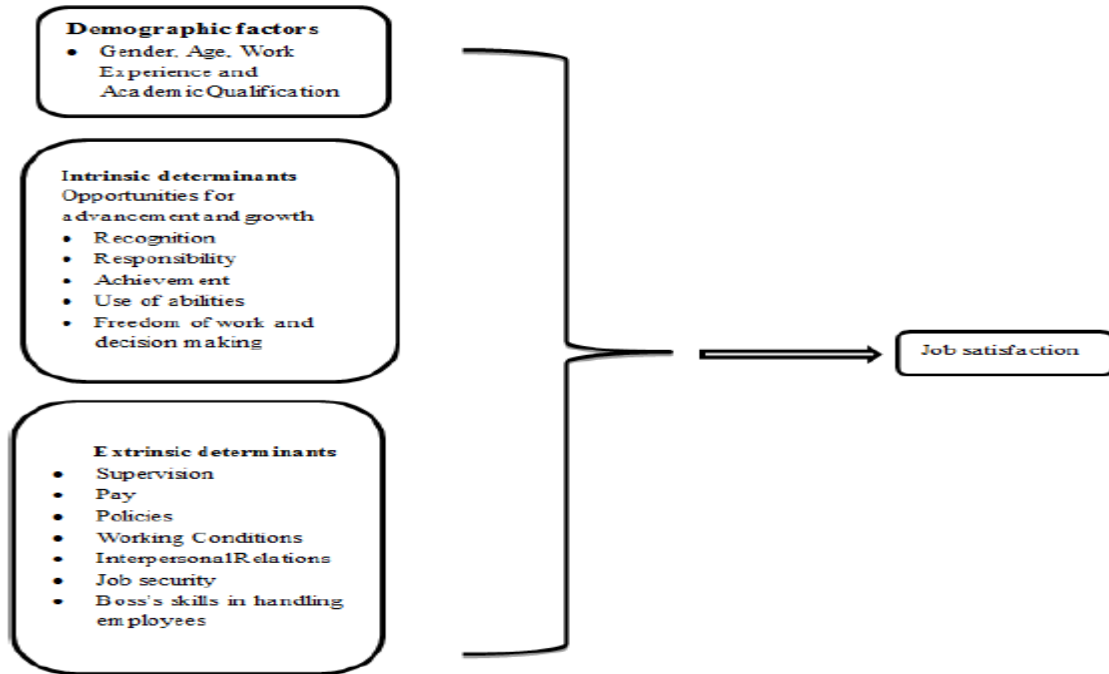 Demographic factors
• Gender, Age, Work
Experience and
Academic Qualification
Intrinsic determinants
Opportunities for
advancement and growth
• Recognition
• Responsibility
• Achievement
• Use of abilities
• Freedom of work and
decision making
Extrinsic determinants
• Supervision
• Pay
• Policies
• Working Conditions
• Interpersonal Relations
• Job security
• Boss's skills in handling
employees
Job satisfaction